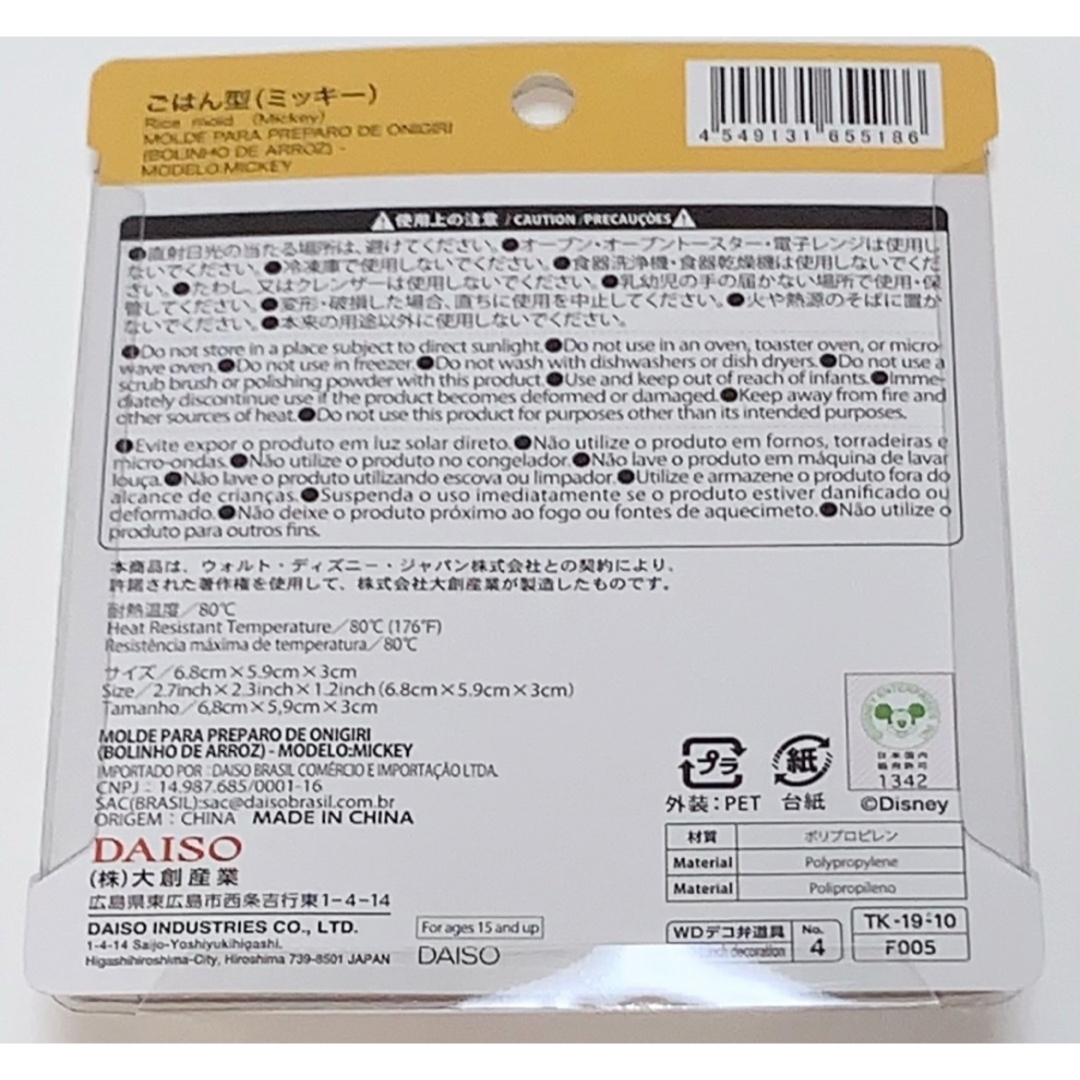 ごはん型(ミッキー)
Rice mold (Mickey)
MOLDE PARA PREPARO DE ONIGIRI
(BOLINHO DE ARROZ) -
MODELO:MICKEY
4 549131 655186
使用上の注意 / CAUTION / PRECAUÇÕES
●直射日光の当たる場所は、避けてください。●オーブン・オーブントースター・電子レンジは使用し
ないでください。●冷凍庫で使用しないでください。●食器洗浄機・食器乾燥機は使用しないでくだ
さい。●たわし、又はクレンザーは使用しないでください。●乳幼児の手の届かない場所で使用・保
管してください。●変形・破損した場合、直ちに使用を中止してください。●火や熱源のそばに置か
ないでください。●本来の用途以外に使用しないでください。
●Do not store in a place subject to direct sunlight.●Do not use in an oven, toaster oven, or micro-
wave oven.●Do not use in freezer.●Do not wash with dishwashers or dish dryers.●Do not use a
scrub brush or polishing powder with this product.●Use and keep out of reach of infants.●Imme-
diately discontinue use if the product becomes deformed or damaged.●Keep away from fire and
other sources of heat.●Do not use this product for purposes other than its intended purposes.
●Evite expor o produto em luz solar direto.●Não utilize o produto em fornos, torradeiras e
micro-ondas.●Não utilize o produto no congelador.●Não lave o produto em máquina de lavar
louça.●Não lave o produto utilizando escova ou limpador.●Utilize e armazene o produto fora do
alcance de crianças.●Suspenda o uso imediatamente se o produto estiver danificado ou
deformado.●Não deixe o produto próximo ao fogo ou fontes de aquecimeto.●Não utilize o
produto para outros fins.
本商品は、ウォルト・ディズニー・ジャパン株式会社との契約により、
許諾された著作権を使用して、株式会社大創産業が製造したものです。
耐熱温度/80℃
Heat Resistant Temperature/80℃(176℉)
Resistência máxima de temperatura/80℃
サイズ/6.8cm×5.9cm×3cm
Size/2.7inch×2.3inch×1.2inch(6.8cm×5.9cm×3cm)
Tamanho/6,8cm×5,9cm×3cm
MOLDE PARA PREPARO DE ONIGIRI
(BOLINHO DE ARROZ) - MODELO:MICKEY
IMPORTADO POR : DAISO BRASIL COMÉRCIO E IMPORTAÇÃO LTDA.
CNPJ : 14.987.685/0001-16
SAC(BRASIL):sac@daisobrasil.com.br
ORIGEM : CHINA MADE IN CHINA
DAISO
(株)大創産業
広島県東広島市西条吉行東1-4-14
DAISO INDUSTRIES CO., LTD.
1-4-14 Saijo-Yoshiyukihigashi,
Higashihiroshima-City, Hiroshima 739-8501 JAPAN
For ages 15 and up
DAISO
プラ
外装:PET
紙
台紙
日本国内
販売許可
1342
©Disney
材質 ポリプロピレン
Material Polypropylene
Material Polipropileno
WDデコ弁道具
decoration
No.
4
TK-19-10
F005